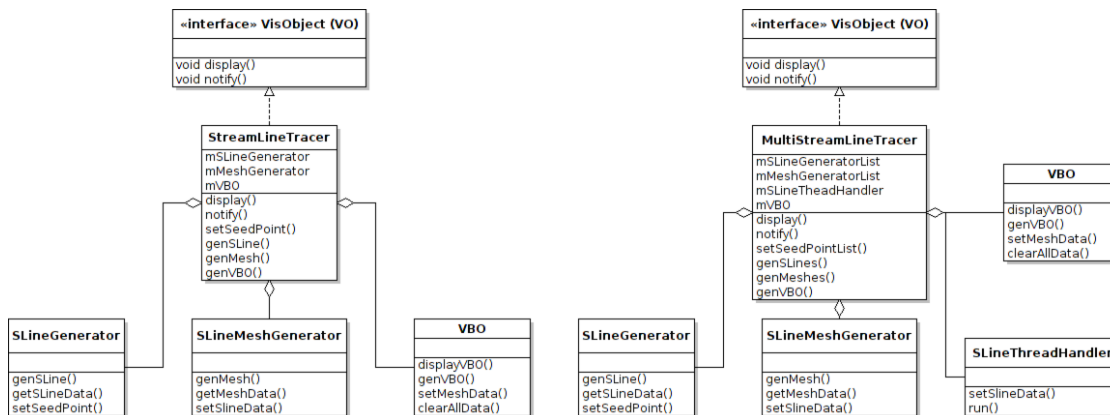 «interface» VisObject (VO)
void display()
void notify()
StreamLineTracer
mSLineGenerator
mMeshGenerator
mVBO
display()
notify()
setSeedPoint()
genSLine()
genMesh()
genVBO()
SLineGenerator
genSLine()
getSLineData()
setSeedPoint()
SLineMeshGenerator
genMesh()
getMeshData()
setSlineData()
VBO
displayVBO()
genVBO()
setMeshData()
clearAllData()
«interface» VisObject (VO)
void display()
void notify()
MultiStreamLineTracer
mSLineGeneratorList
mMeshGeneratorList
mSLineTheadHandler
mVBO
display()
notify()
setSeedPointList()
genSLines()
genMeshes()
genVBO()
VBO
displayVBO()
genVBO()
setMeshData()
clearAllData()
SLineGenerator
genSLine()
getSLineData()
setSeedPoint()
SLineMeshGenerator
genMesh()
getMeshData()
setSlineData()
SLineThreadHandler
setSlineData()
run()